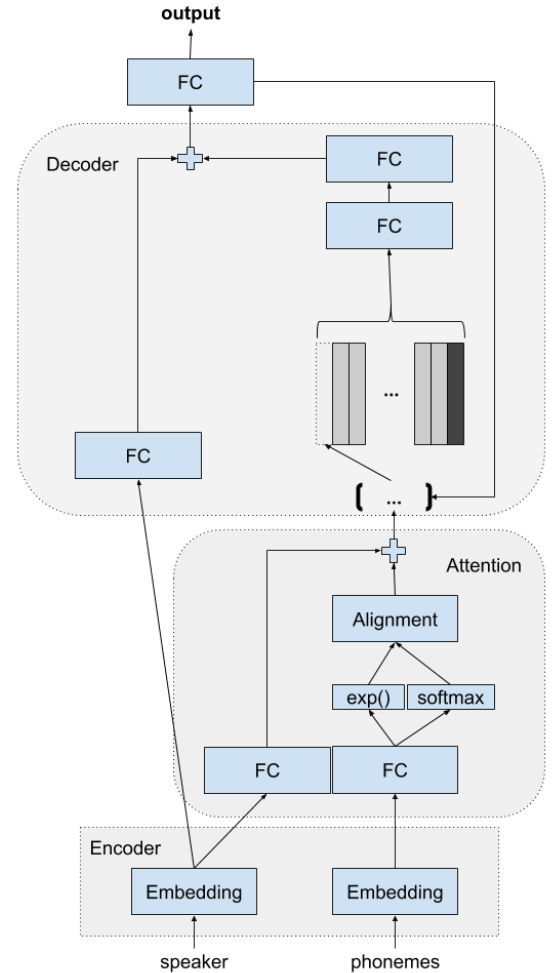 output
FC
Decoder
FC
FC
...
FC
[ ... ]
Attention
Alignment
exp()
softmax
FC
FC
Encoder
Embedding
Embedding
speaker
phonemes